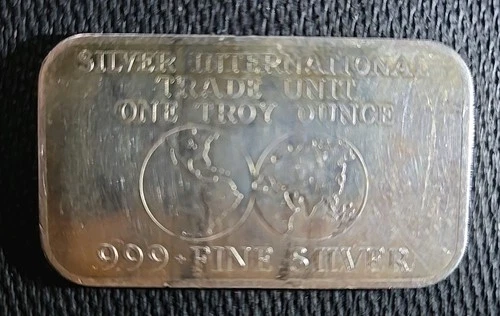 SILVER INTERNATIONAL
TRADE UNIT
ONE TROY OUNCE
.999+ FINE SILVER